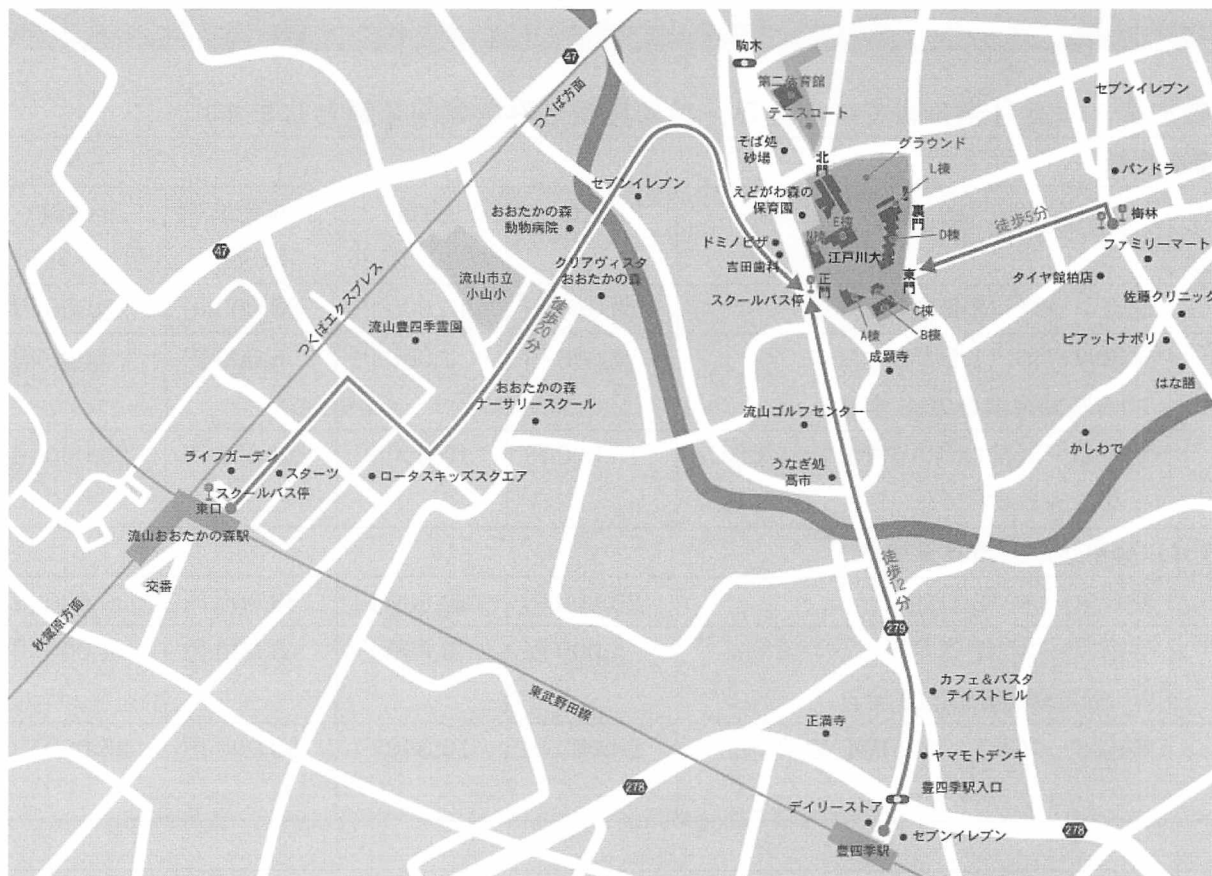 駒木
47
第二体育館
テニスコート
セブンイレブン
つくば方面
そば処
砂場
北門
グラウンド
L棟
パンドラ
セブンイレブン
えどがわ森の
保育園
E棟
裏門
徒歩5分
梅林
おおたかの森
動物病院
ドミノピザ
N棟
D棟
江戸川大
ファミリーマート
47
クリアヴィスタ
おおたかの森
吉田歯科
正門
東門
タイヤ館柏店
流山市立
小山小
スクールバス停
C棟
佐藤クリニック
つくばエクスプレス
徒歩20分
A棟
B棟
流山豊四季霊園
成顕寺
ピアットナポリ
はな膳
おおたかの森
ナーサリースクール
流山ゴルフセンター
かしわで
ライフガーデン
スターツ
ロータスキッズスクエア
うなぎ処
高市
スクールバス停
東口
流山おおたかの森駅
交番
徒歩12分
秋葉原方面
279
東武野田線
カフェ&パスタ
テイストヒル
正満寺
ヤマモトデンキ
278
豊四季駅入口
デイリーストア
セブンイレブン
278
豊四季駅